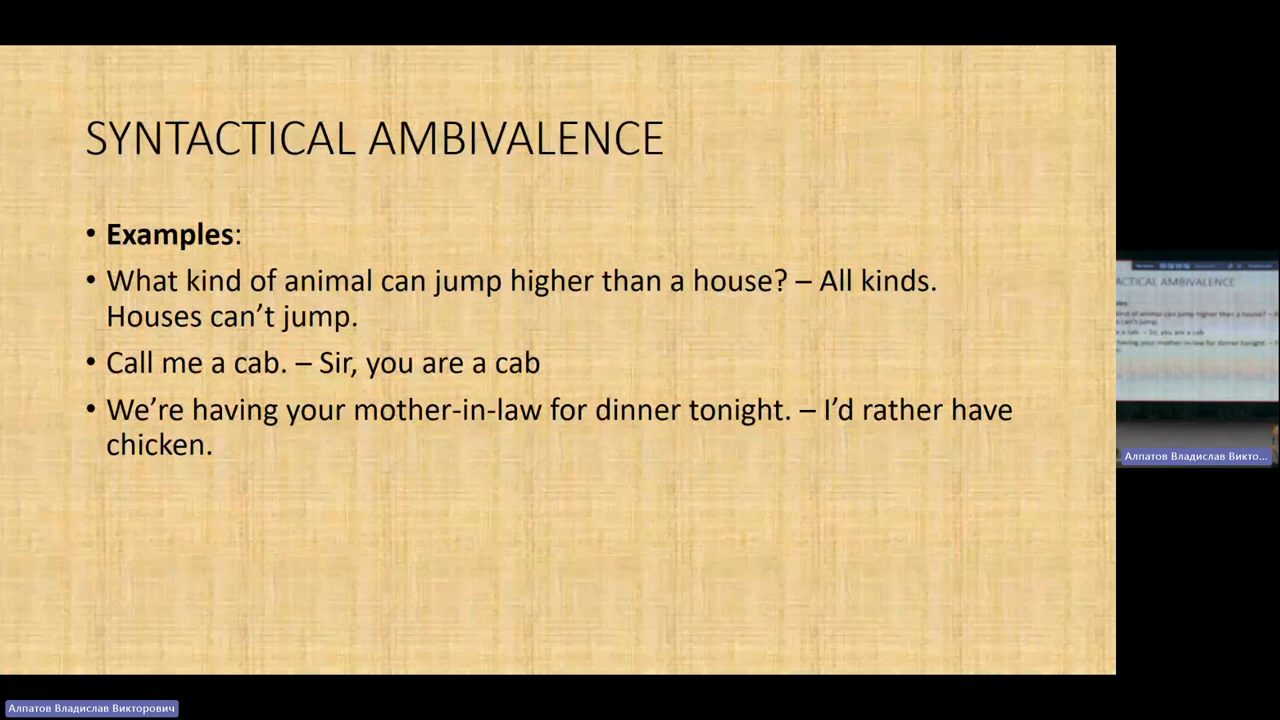 SYNTACTICAL AMBIVALENCE
• Examples:
• What kind of animal can jump higher than a house? – All kinds.
Houses can’t jump.
• Call me a cab. – Sir, you are a cab
• We’re having your mother-in-law for dinner tonight. – I’d rather have
chicken.
ACTICAL AMBIVALENCE
Алпатов Владислав Викто...
Алпатов Владислав Викторович